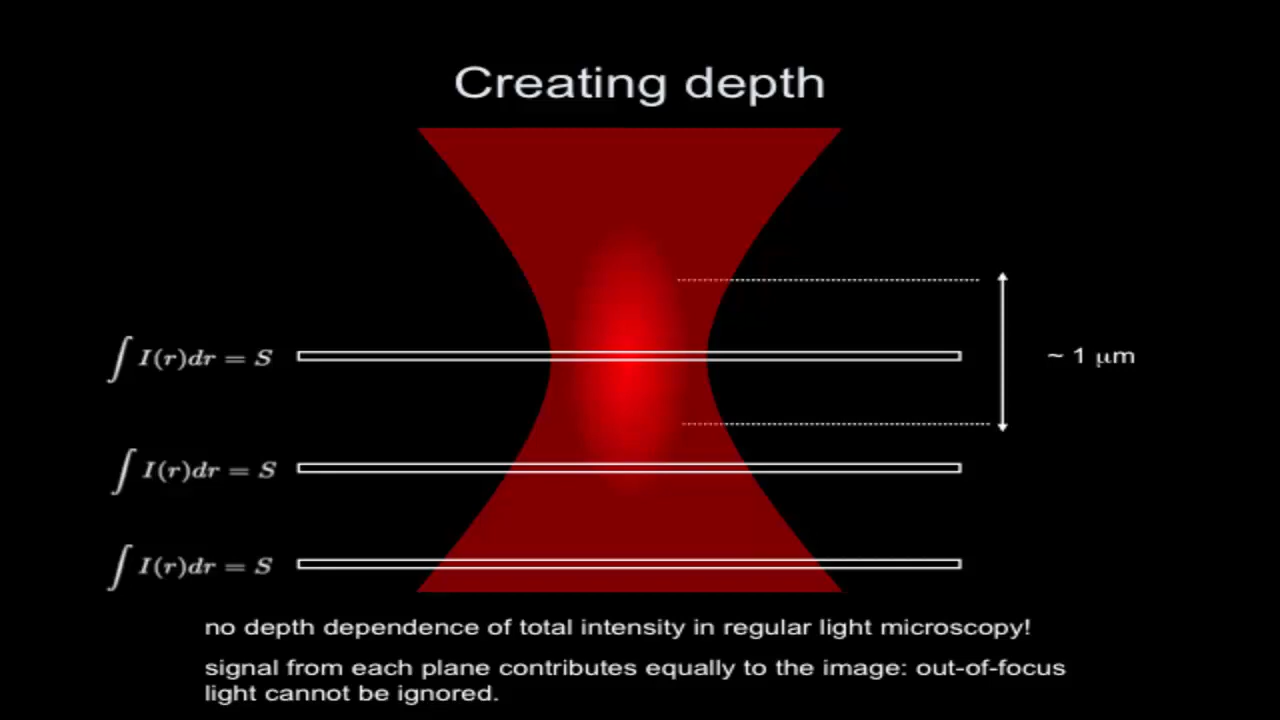 Creating depth
∫ I(r)dr = S
~ 1 μm
∫ I(r)dr = S
∫ I(r)dr = S
no depth dependence of total intensity in regular light microscopy!
signal from each plane contributes equally to the image: out-of-focus
light cannot be ignored.